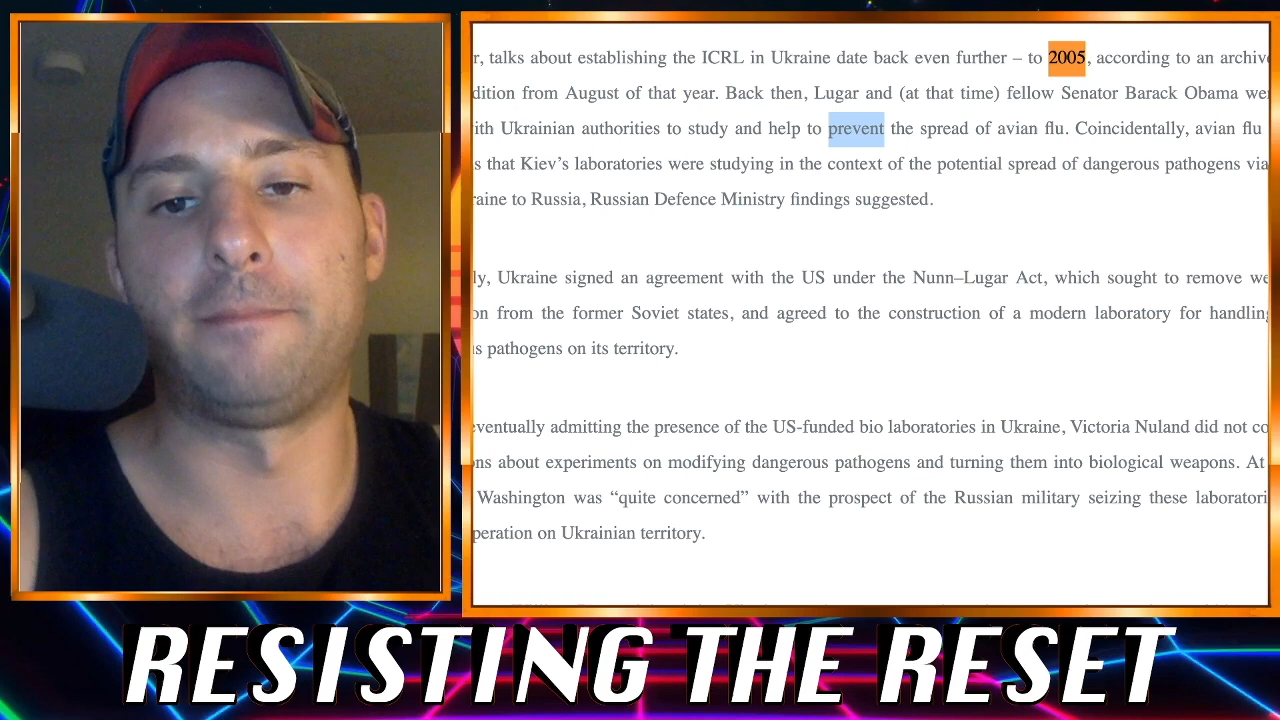 r, talks about establishing the ICRL in Ukraine date back even further – to 2005, according to an archive
dition from August of that year. Back then, Lugar and (at that time) fellow Senator Barack Obama wer
ith Ukrainian authorities to study and help to prevent the spread of avian flu. Coincidentally, avian flu
s that Kiev’s laboratories were studying in the context of the potential spread of dangerous pathogens via
raine to Russia, Russian Defence Ministry findings suggested.
ly, Ukraine signed an agreement with the US under the Nunn–Lugar Act, which sought to remove we
on from the former Soviet states, and agreed to the construction of a modern laboratory for handling
s pathogens on its territory.
eventually admitting the presence of the US-funded bio laboratories in Ukraine, Victoria Nuland did not co
ons about experiments on modifying dangerous pathogens and turning them into biological weapons. At
Washington was “quite concerned” with the prospect of the Russian military seizing these laboratori
peration on Ukrainian territory.
RESISTING THE RESET